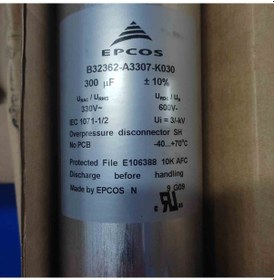 EPCOS
B32362-A3307-K030
300 µF ±10%
330V~ 600V-
IEC 1071-1/2 Ui = 3/-kV
Overpressure disconnector SH
No PCB -40...+70°C
Protected File E106388 10K AFC
Discharge before handling
Made by EPCOS N G09